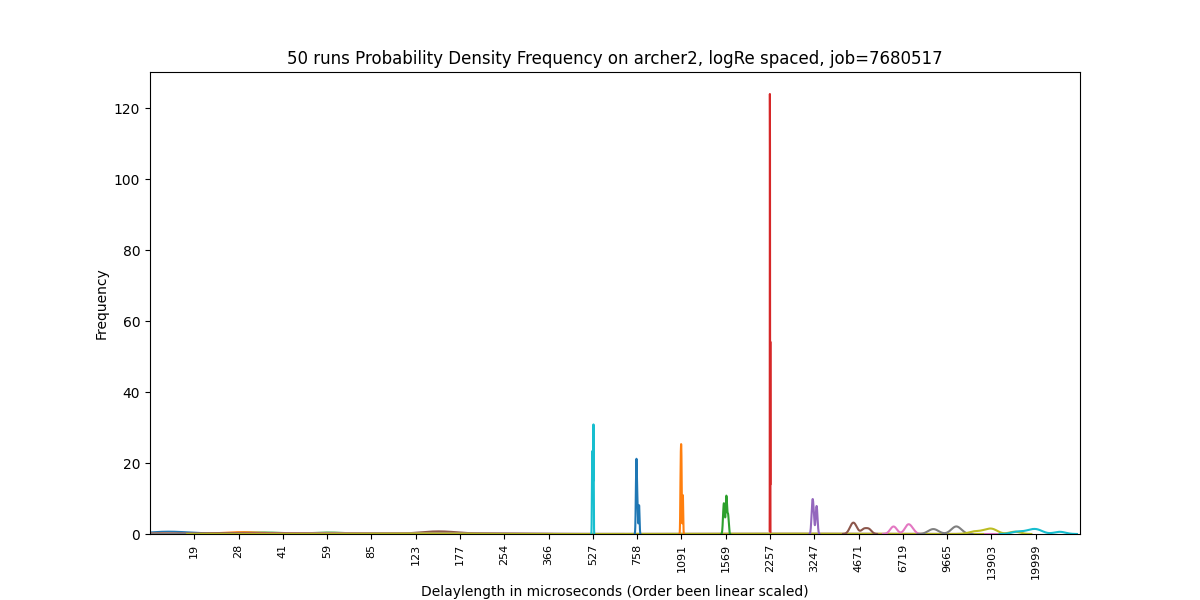 50 runs Probability Density Frequency on archer2, logRe spaced, job=7680517
120
100
80
60
40
20
0
Frequency
19 28 41 59 85 123 177 254 366 527 758 1091 1569 2257 3247 4671 6719 9665 13903 19999
Delaylength in microseconds (Order been linear scaled)